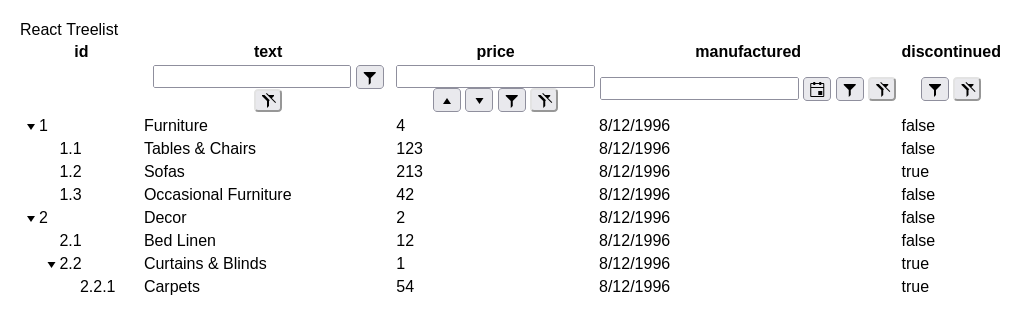 React Treelist
id text price manufactured discontinued
1 Furniture 4 8/12/1996 false
1.1 Tables & Chairs 123 8/12/1996 false
1.2 Sofas 213 8/12/1996 true
1.3 Occasional Furniture 42 8/12/1996 false
2 Decor 2 8/12/1996 false
2.1 Bed Linen 12 8/12/1996 false
2.2 Curtains & Blinds 1 8/12/1996 true
2.2.1 Carpets 54 8/12/1996 true